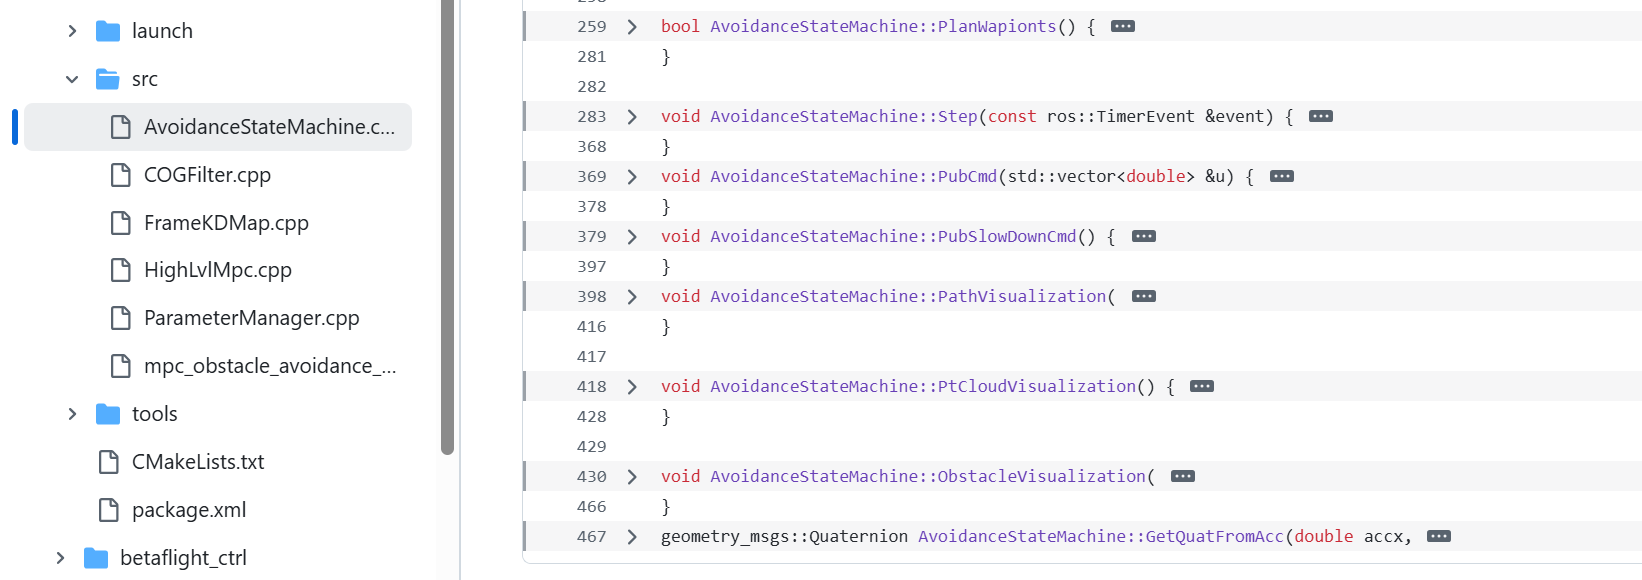 launch
src
AvoidanceStateMachine.c...
COGFilter.cpp
FrameKDMap.cpp
HighLvlMpc.cpp
ParameterManager.cpp
mpc_obstacle_avoidance_...
tools
CMakeLists.txt
package.xml
betaflight_ctrl
259 bool AvoidanceStateMachine::PlanWapionts() { ...
281 }
282
283 void AvoidanceStateMachine::Step(const ros::TimerEvent &event) { ...
368 }
369 void AvoidanceStateMachine::PubCmd(std::vector<double> &u) { ...
378 }
379 void AvoidanceStateMachine::PubSlowDownCmd() { ...
397 }
398 void AvoidanceStateMachine::PathVisualization( ...
416 }
417
418 void AvoidanceStateMachine::PtCloudVisualization() { ...
428 }
429
430 void AvoidanceStateMachine::ObstacleVisualization( ...
466 }
467 geometry_msgs::Quaternion AvoidanceStateMachine::GetQuatFromAcc(double accx, ...